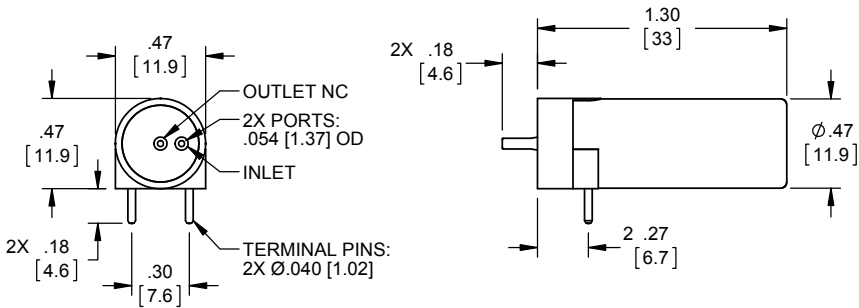 .47
[11.9]
OUTLET NC
2X PORTS:
.054 [1.37] OD
INLET
.47
[11.9]
2X .18
[4.6]
.30
[7.6]
TERMINAL PINS:
2X Ø.040 [1.02]
1.30
[33]
2X .18
[4.6]
Ø.47
[11.9]
2 .27
[6.7]